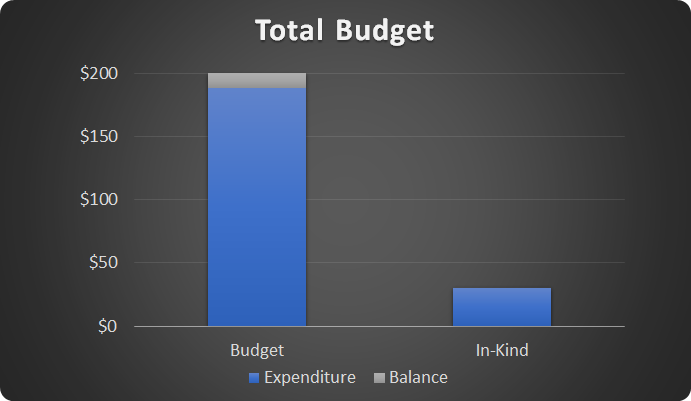 Total Budget
$200
$150
$100
$50
$0
Budget In-Kind
Expenditure Balance